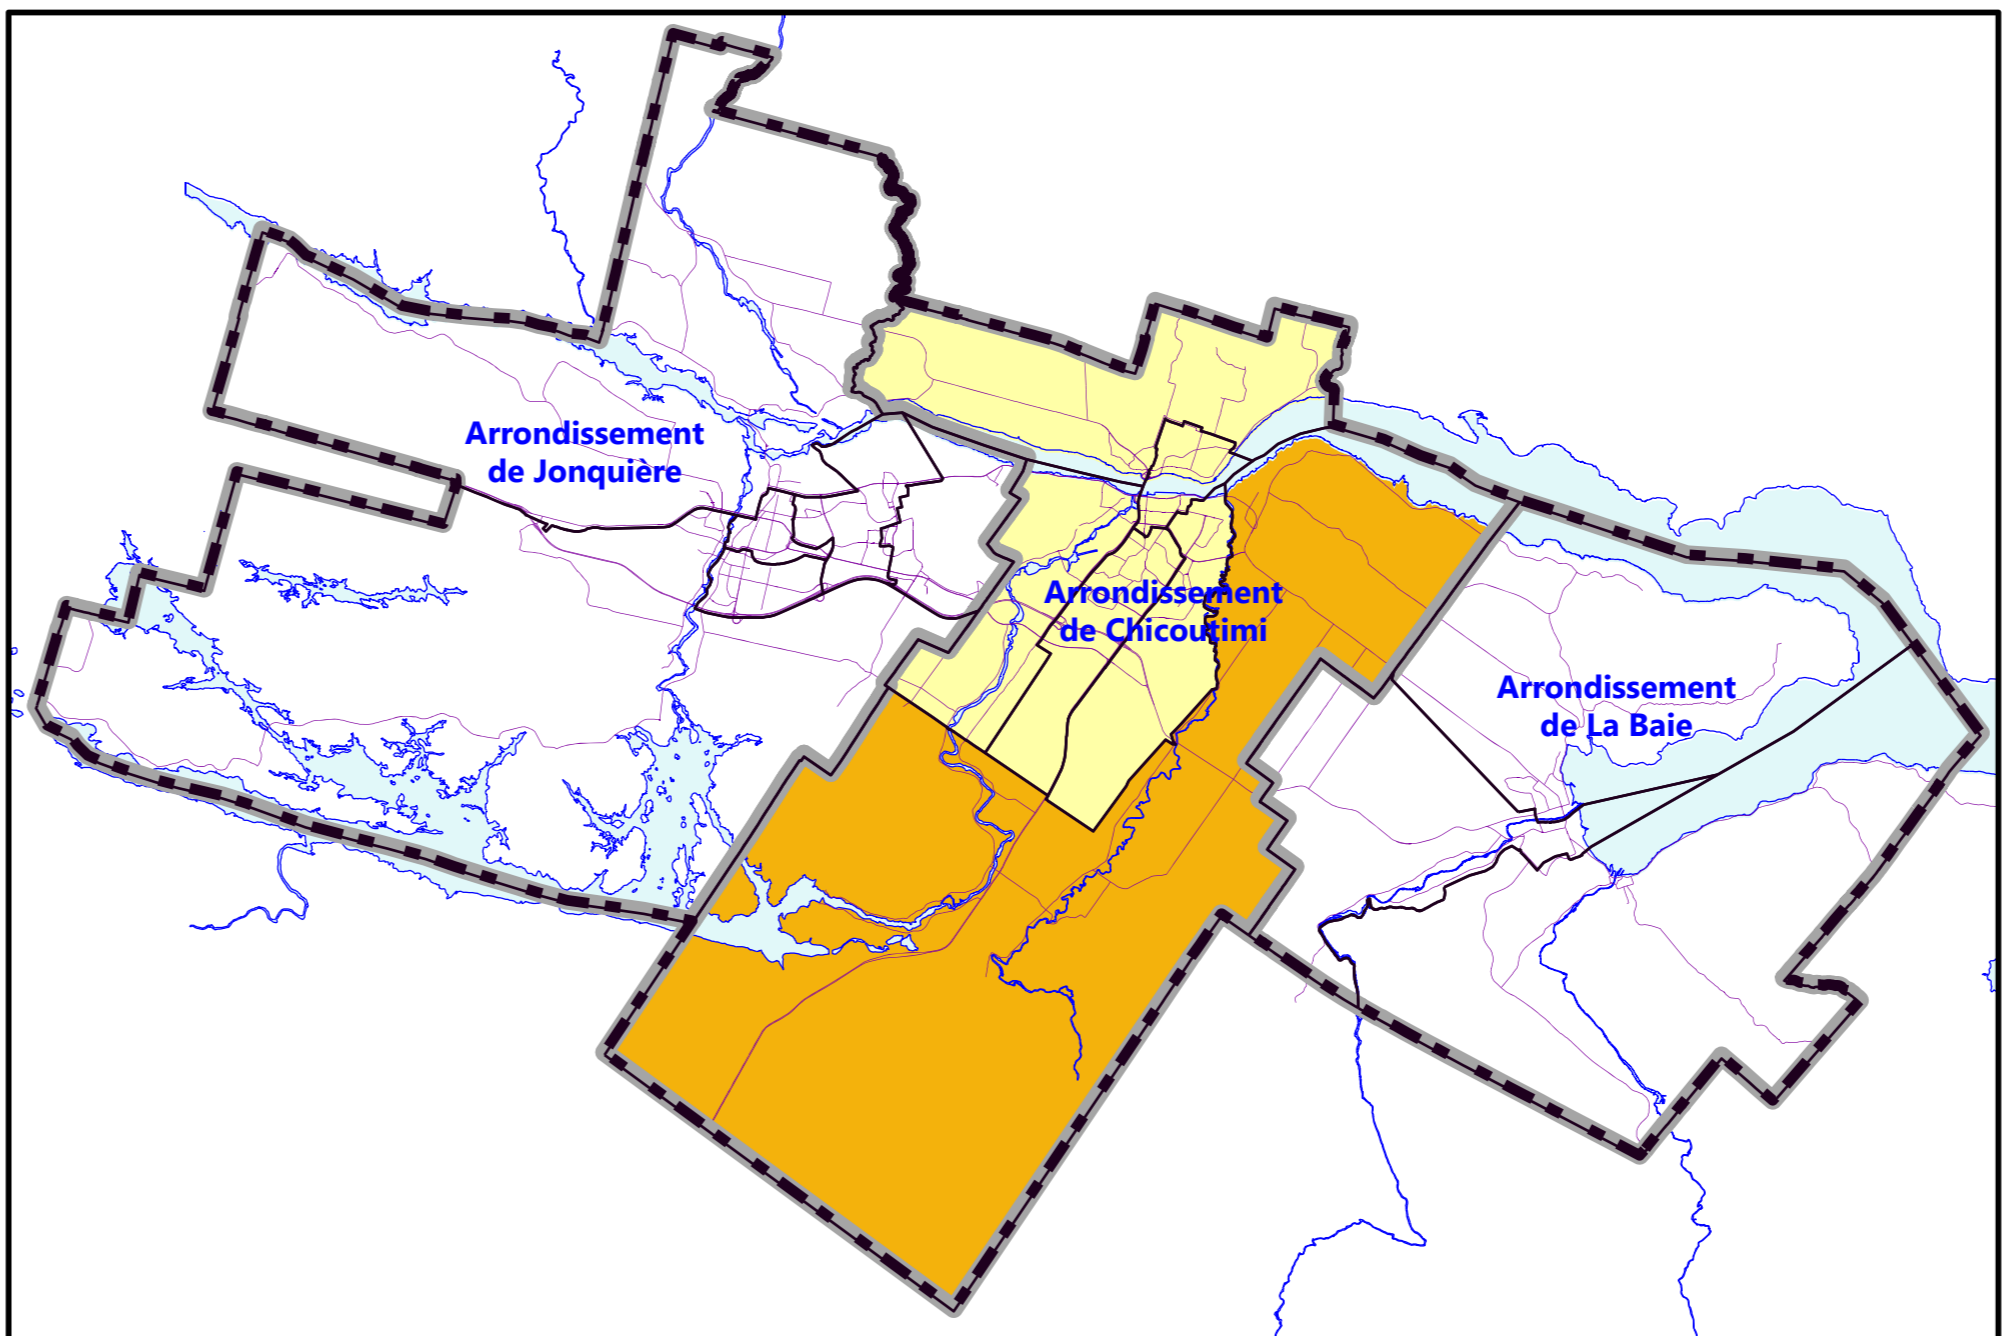 Arrondissement
de Jonquière
Arrondissement
de Chicoutimi
Arrondissement
de La Baie